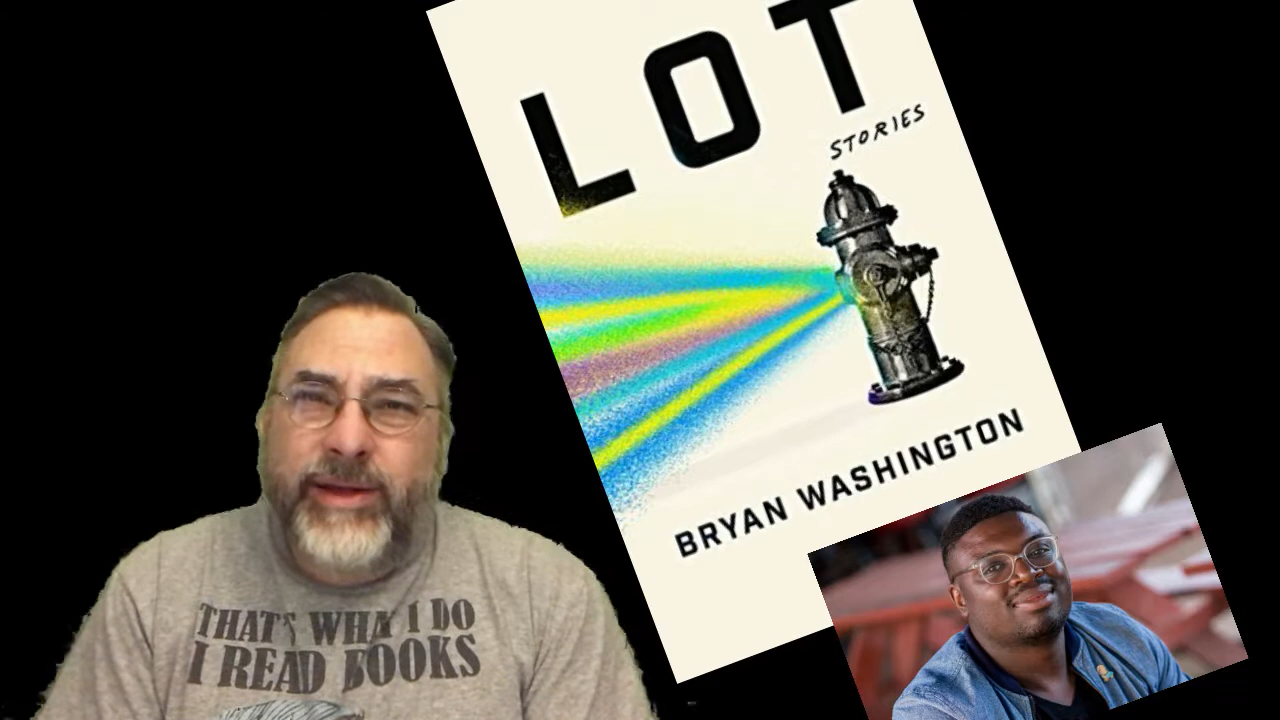 LOT
STORIES
BRYAN WASHINGTON
THAT'S WHAT I DO
I READ BOOKS